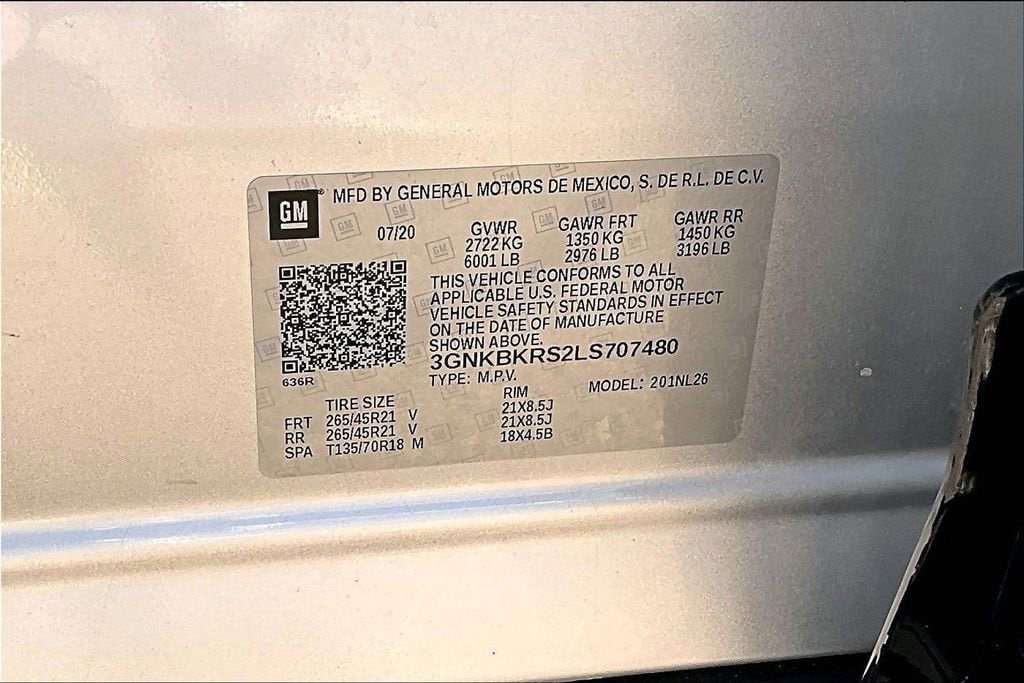 GM® MFD BY GENERAL MOTORS DE MEXICO, S. DE R.L. DE C.V.
07/20 GVWR GAWR FRT GAWR RR
2722 KG 1350 KG 1450 KG
6001 LB 2976 LB 3196 LB
THIS VEHICLE CONFORMS TO ALL
APPLICABLE U.S. FEDERAL MOTOR
VEHICLE SAFETY STANDARDS IN EFFECT
ON THE DATE OF MANUFACTURE
SHOWN ABOVE.
3GNKBKRS2LS707480
636R
TYPE: M.P.V. MODEL: 201NL26
TIRE SIZE RIM
FRT 265/45R21 V 21X8.5J
RR 265/45R21 V 21X8.5J
SPA T135/70R18 M 18X4.5B